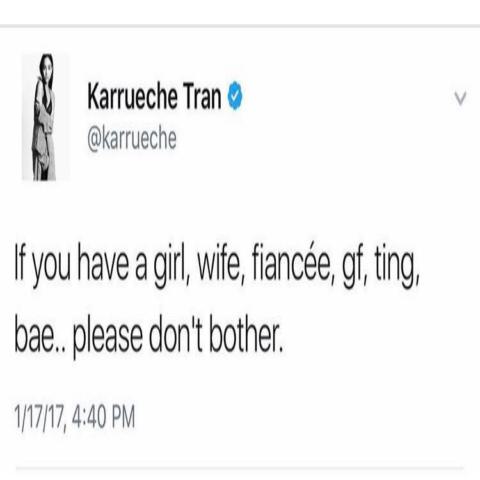 Karrueche Tran
@karrueche
If you have a girl, wife, fiancée, gf, ting,
bae.. please don't bother.
1/17/17, 4:40 PM